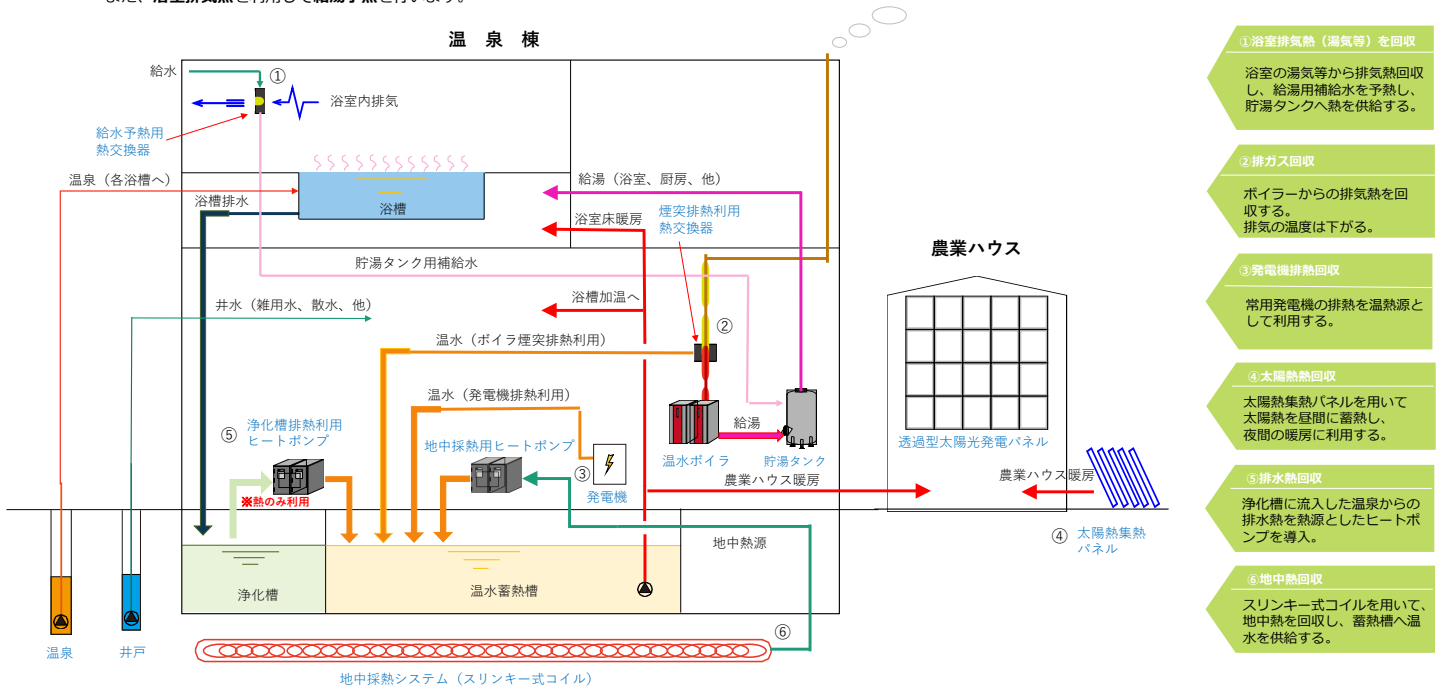 また、浴室排気熱を利用して給湯予熱を行います。
温 泉 棟
給水
①
浴室内排気
給水予熱用
熱交換器
温泉（各浴槽へ）
浴槽排水
浴槽
給湯（浴室、厨房、他）
浴室床暖房
煙突排熱利用
熱交換器
貯湯タンク用補給水
井水（雑用水、散水、他）
浴槽加温へ
②
温水（ボイラ煙突排熱利用）
温水（発電機排熱利用）
⑤
浄化槽排熱利用
ヒートポンプ
※熱のみ利用
地中採熱用ヒートポンプ
③
発電機
温水ボイラ
給湯
貯湯タンク
農業ハウス暖房
農業ハウス
透過型太陽光発電パネル
農業ハウス暖房
④
太陽熱集熱
パネル
地中熱源
浄化槽
温水蓄熱槽
温泉
井戸
⑥
地中採熱システム（スリンキー式コイル）
①浴室排気熱（湯気等）を回収
浴室の湯気等から排気熱回収
し、給湯用補給水を予熱し、
貯湯タンクへ熱を供給する。
②排ガス回収
ボイラーからの排気熱を回
収する。
排気の温度は下がる。
③発電機排熱回収
常用発電機の排熱を温熱源と
して利用する。
④太陽熱熱回収
太陽熱集熱パネルを用いて
太陽熱を昼間に蓄熱し、
夜間の暖房に利用する。
⑤排水熱回収
浄化槽に流入した温泉からの
排水熱を熱源としたヒートポ
ンプを導入。
⑥地中熱回収
スリンキー式コイルを用いて、
地中熱を回収し、蓄熱槽へ温
水を供給する。